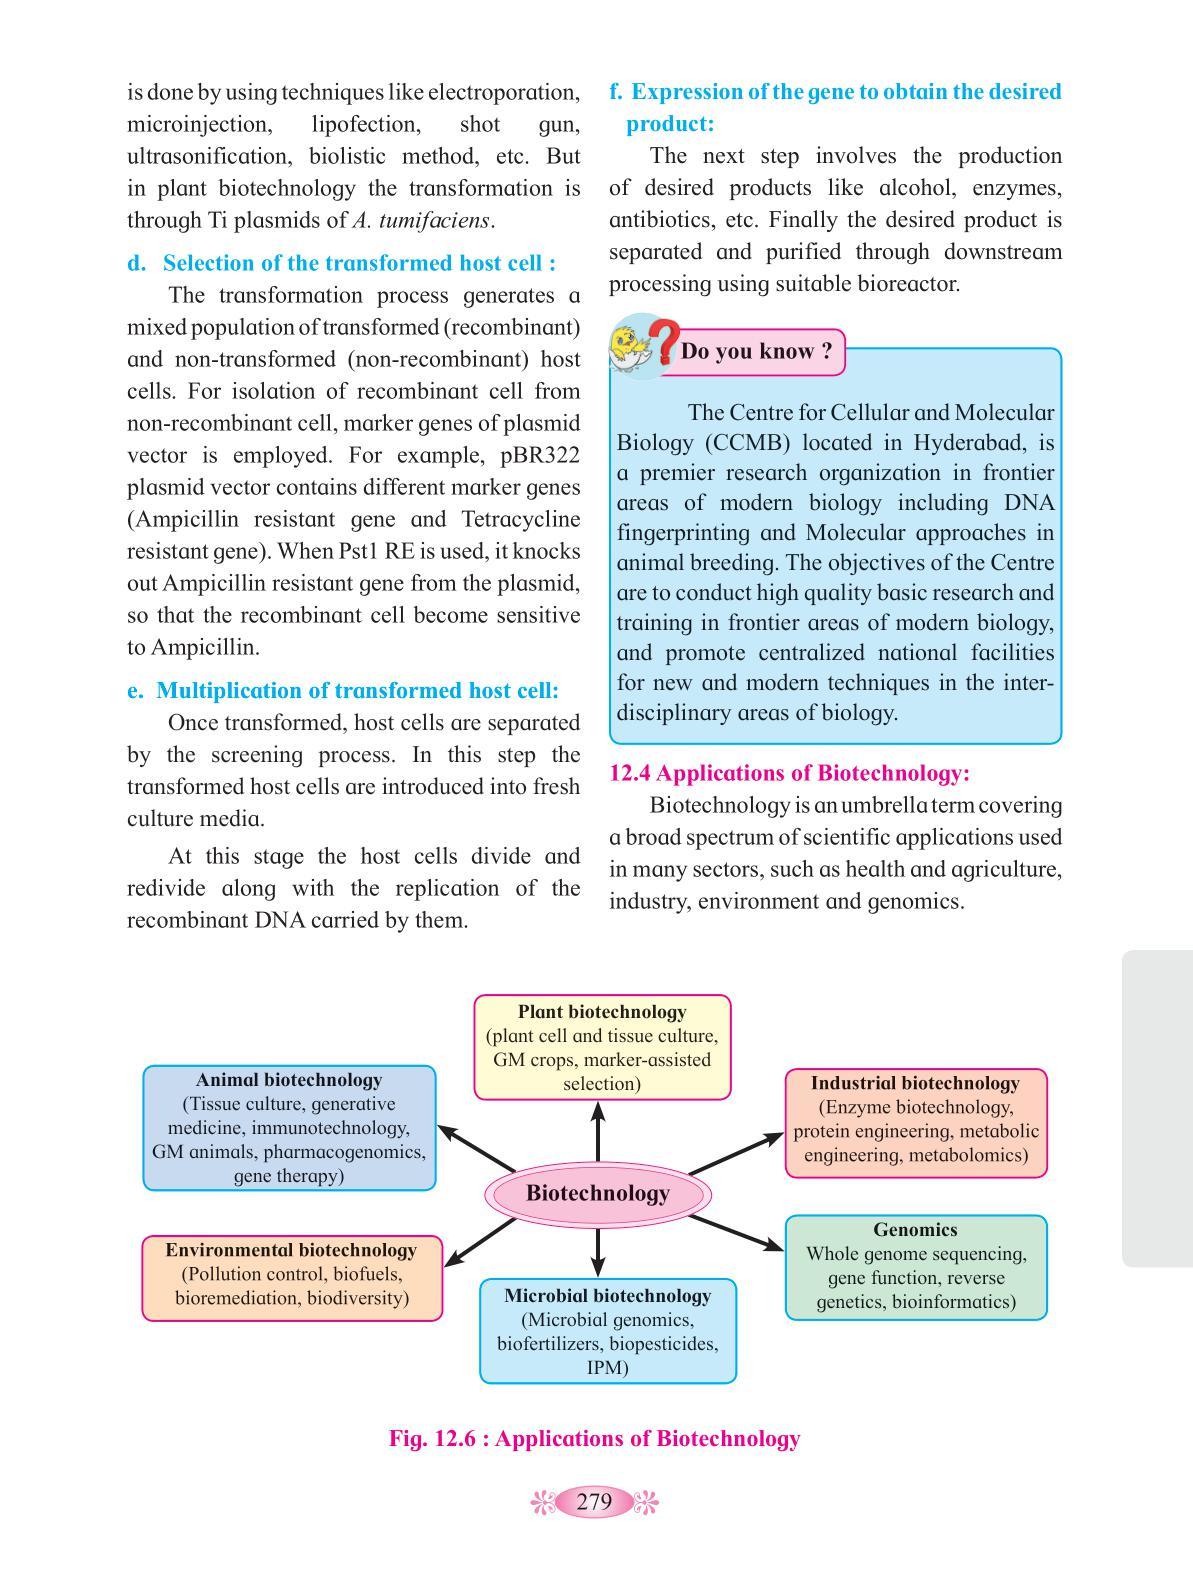 is done by using techniques like electroporation,
microinjection, lipofection, shot gun,
ultrasonification, biolistic method, etc. But
in plant biotechnology the transformation is
through Ti plasmids of A. tumifaciens.
d. Selection of the transformed host cell :
The transformation process generates a
mixed population of transformed (recombinant)
and non-transformed (non-recombinant) host
cells. For isolation of recombinant cell from
non-recombinant cell, marker genes of plasmid
vector is employed. For example, pBR322
plasmid vector contains different marker genes
(Ampicillin resistant gene and Tetracycline
resistant gene). When Pst1 RE is used, it knocks
out Ampicillin resistant gene from the plasmid,
so that the recombinant cell become sensitive
to Ampicillin.
e. Multiplication of transformed host cell:
Once transformed, host cells are separated
by the screening process. In this step the
transformed host cells are introduced into fresh
culture media.
At this stage the host cells divide and
redivide along with the replication of the
recombinant DNA carried by them.
f. Expression of the gene to obtain the desired
product:
The next step involves the production
of desired products like alcohol, enzymes,
antibiotics, etc. Finally the desired product is
separated and purified through downstream
processing using suitable bioreactor.
Do you know ?
The Centre for Cellular and Molecular
Biology (CCMB) located in Hyderabad, is
a premier research organization in frontier
areas of modern biology including DNA
fingerprinting and Molecular approaches in
animal breeding. The objectives of the Centre
are to conduct high quality basic research and
training in frontier areas of modern biology,
and promote centralized national facilities
for new and modern techniques in the inter-
disciplinary areas of biology.
12.4 Applications of Biotechnology:
Biotechnology is an umbrella term covering
a broad spectrum of scientific applications used
in many sectors, such as health and agriculture,
industry, environment and genomics.
Plant biotechnology
(plant cell and tissue culture,
GM crops, marker-assisted
selection)
Animal biotechnology
(Tissue culture, generative
medicine, immunotechnology,
GM animals, pharmacogenomics,
gene therapy)
Industrial biotechnology
(Enzyme biotechnology,
protein engineering, metabolic
engineering, metabolomics)
Biotechnology
Environmental biotechnology
(Pollution control, biofuels,
bioremediation, biodiversity)
Genomics
Whole genome sequencing,
gene function, reverse
genetics, bioinformatics)
Microbial biotechnology
(Microbial genomics,
biofertilizers, biopesticides,
IPM)
Fig. 12.6 : Applications of Biotechnology
279